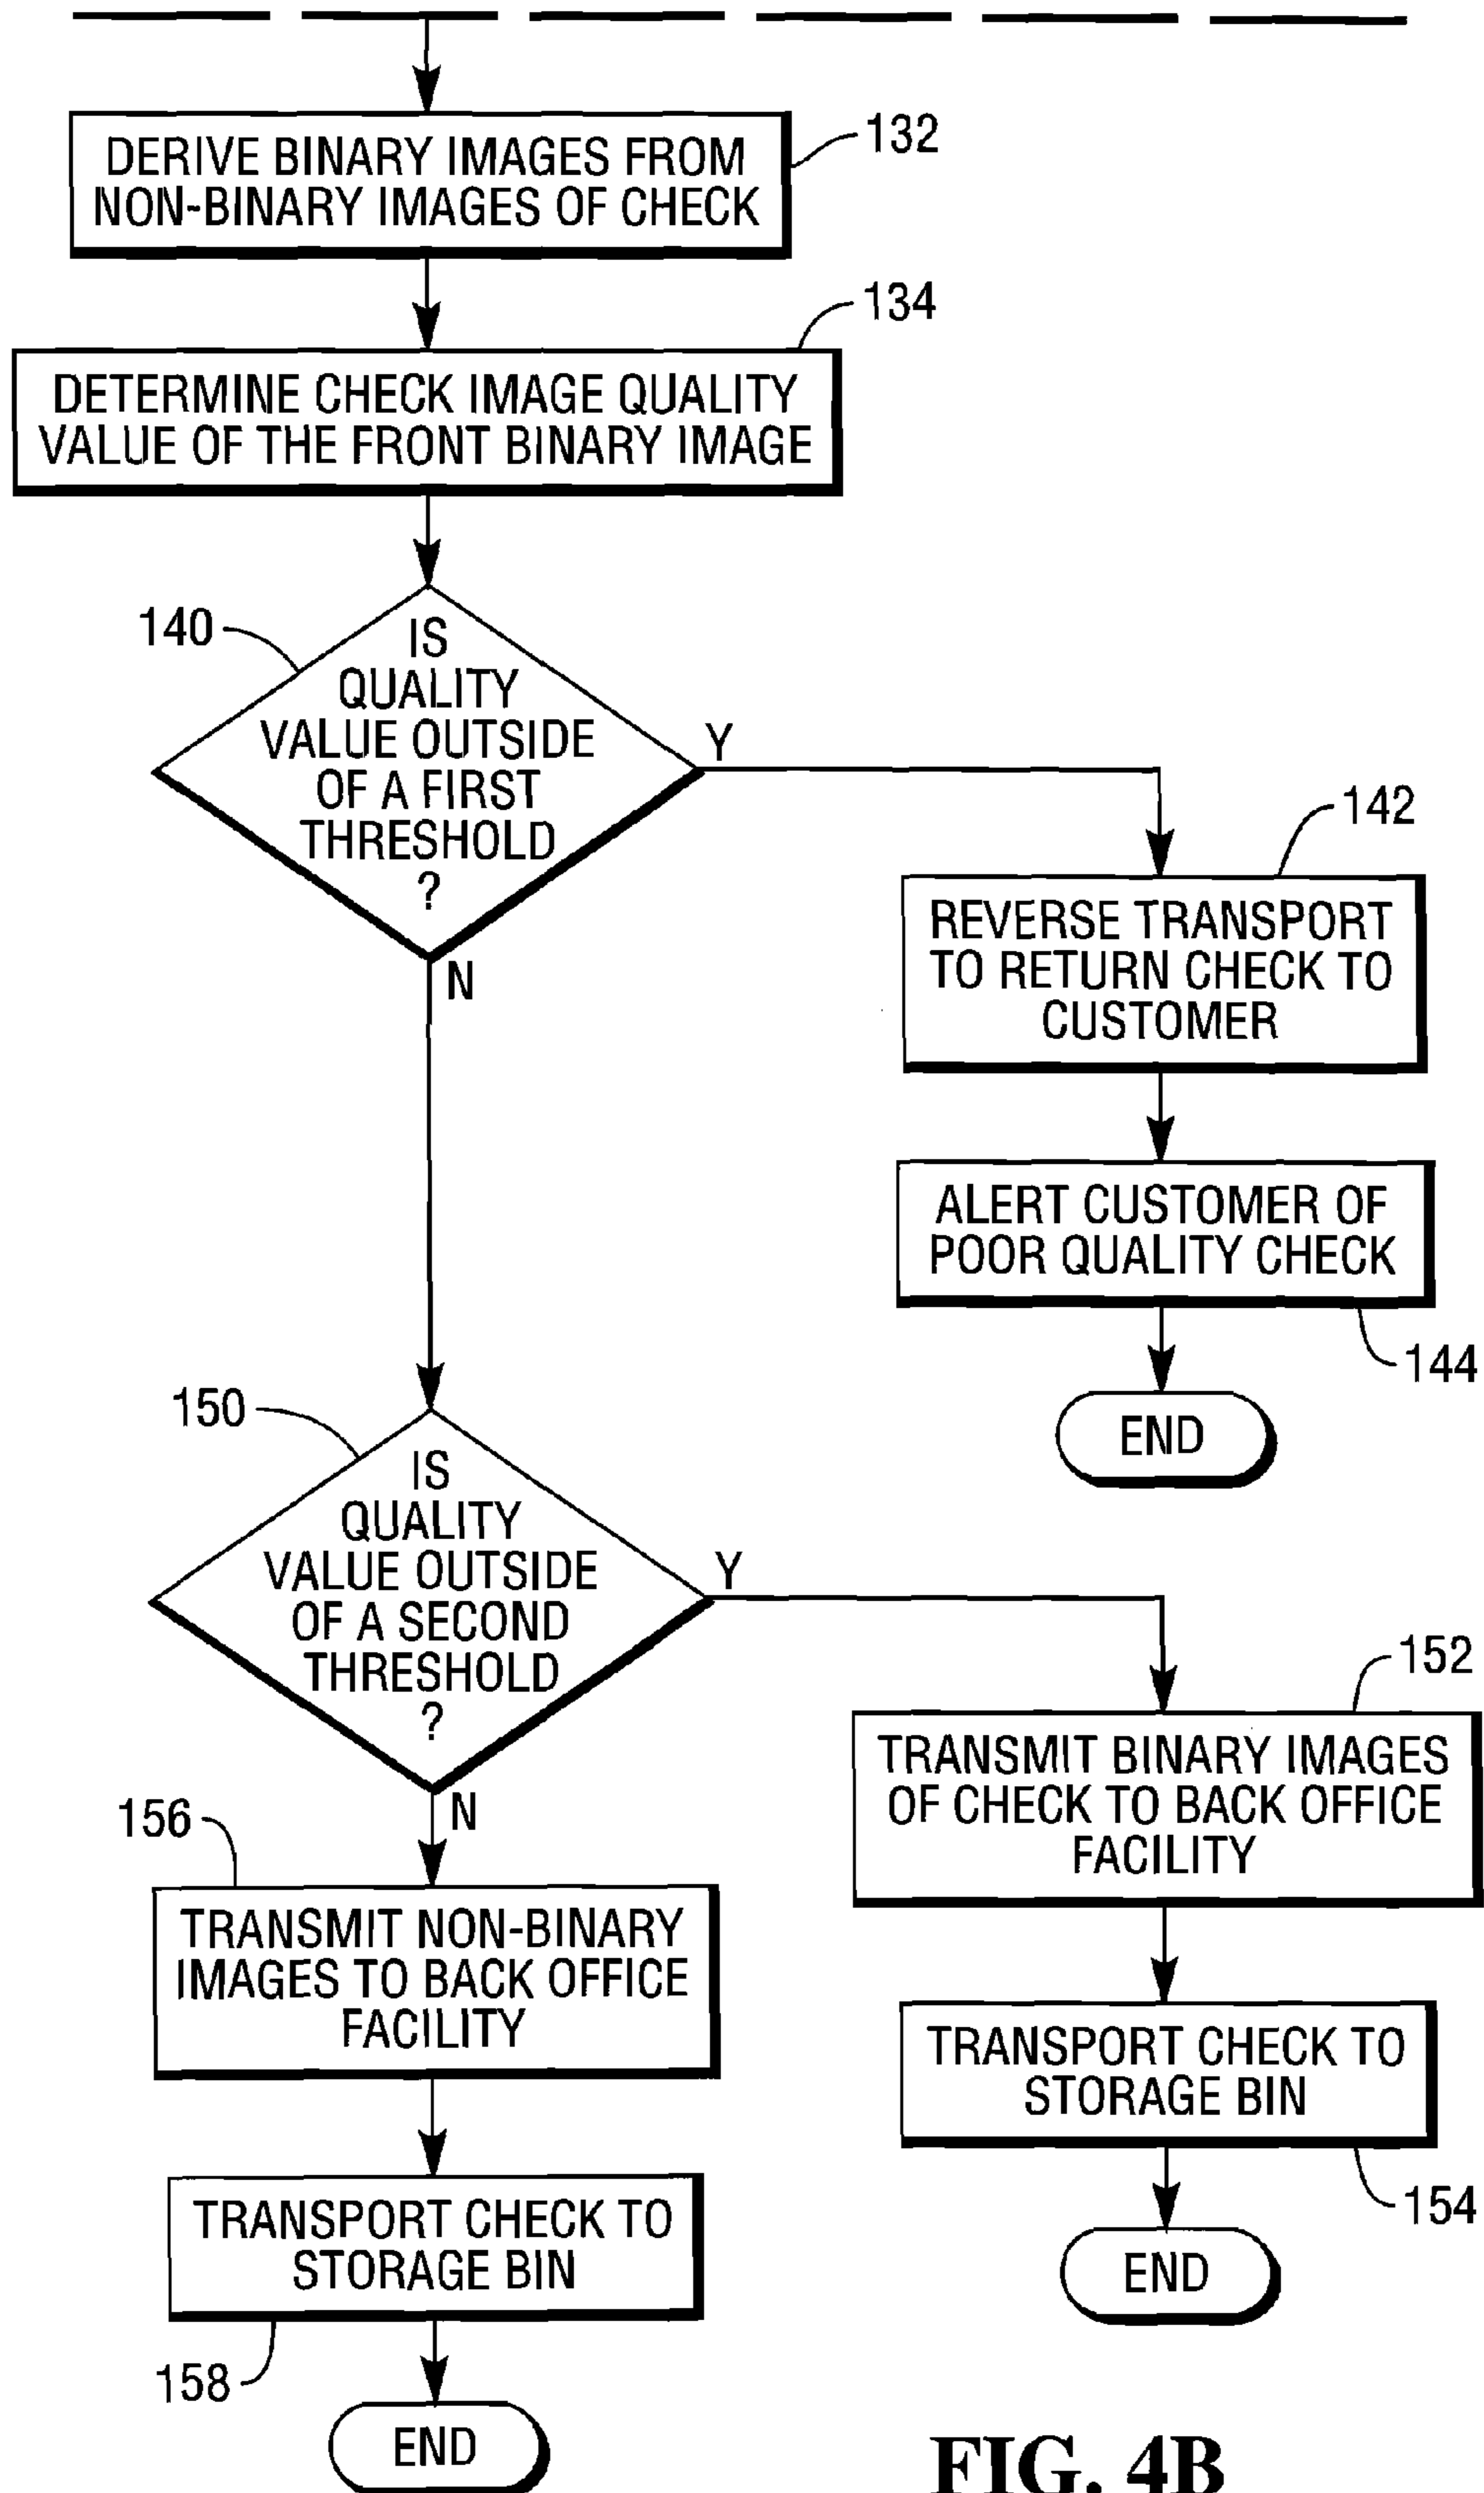 DERIVE BINARY IMAGES FROM
NON-BINARY IMAGES OF CHECK
132
134
DETERMINE CHECK IMAGE QUALITY
VALUE OF THE FRONT BINARY IMAGE
140
IS
QUALITY
VALUE OUTSIDE
OF A FIRST
THRESHOLD
?
Y
N
142
REVERSE TRANSPORT
TO RETURN CHECK TO
CUSTOMER
ALERT CUSTOMER OF
POOR QUALITY CHECK
144
END
150
IS
QUALITY
VALUE OUTSIDE
OF A SECOND
THRESHOLD
?
Y
N
152
TRANSMIT BINARY IMAGES
OF CHECK TO BACK OFFICE
FACILITY
156
TRANSMIT NON-BINARY
IMAGES TO BACK OFFICE
FACILITY
TRANSPORT CHECK TO
STORAGE BIN
154
END
TRANSPORT CHECK TO
STORAGE BIN
158
END
FIG. 4B